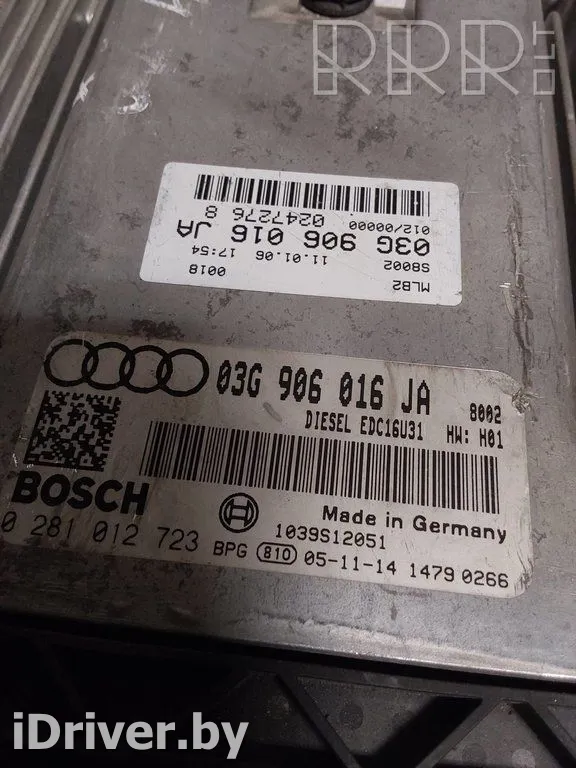 RRR.LT
MLB2
0018
S8002
11.01.06 17:54
03G 906 016 JA
012/00000
0247276 8
03G 906 016 JA 8002
DIESEL EDC16U31 HW: H01
BOSCH
Made in Germany
0 281 012 723
1039S12051
BPG 810 05-11-14 1479 0266
iDriver.by